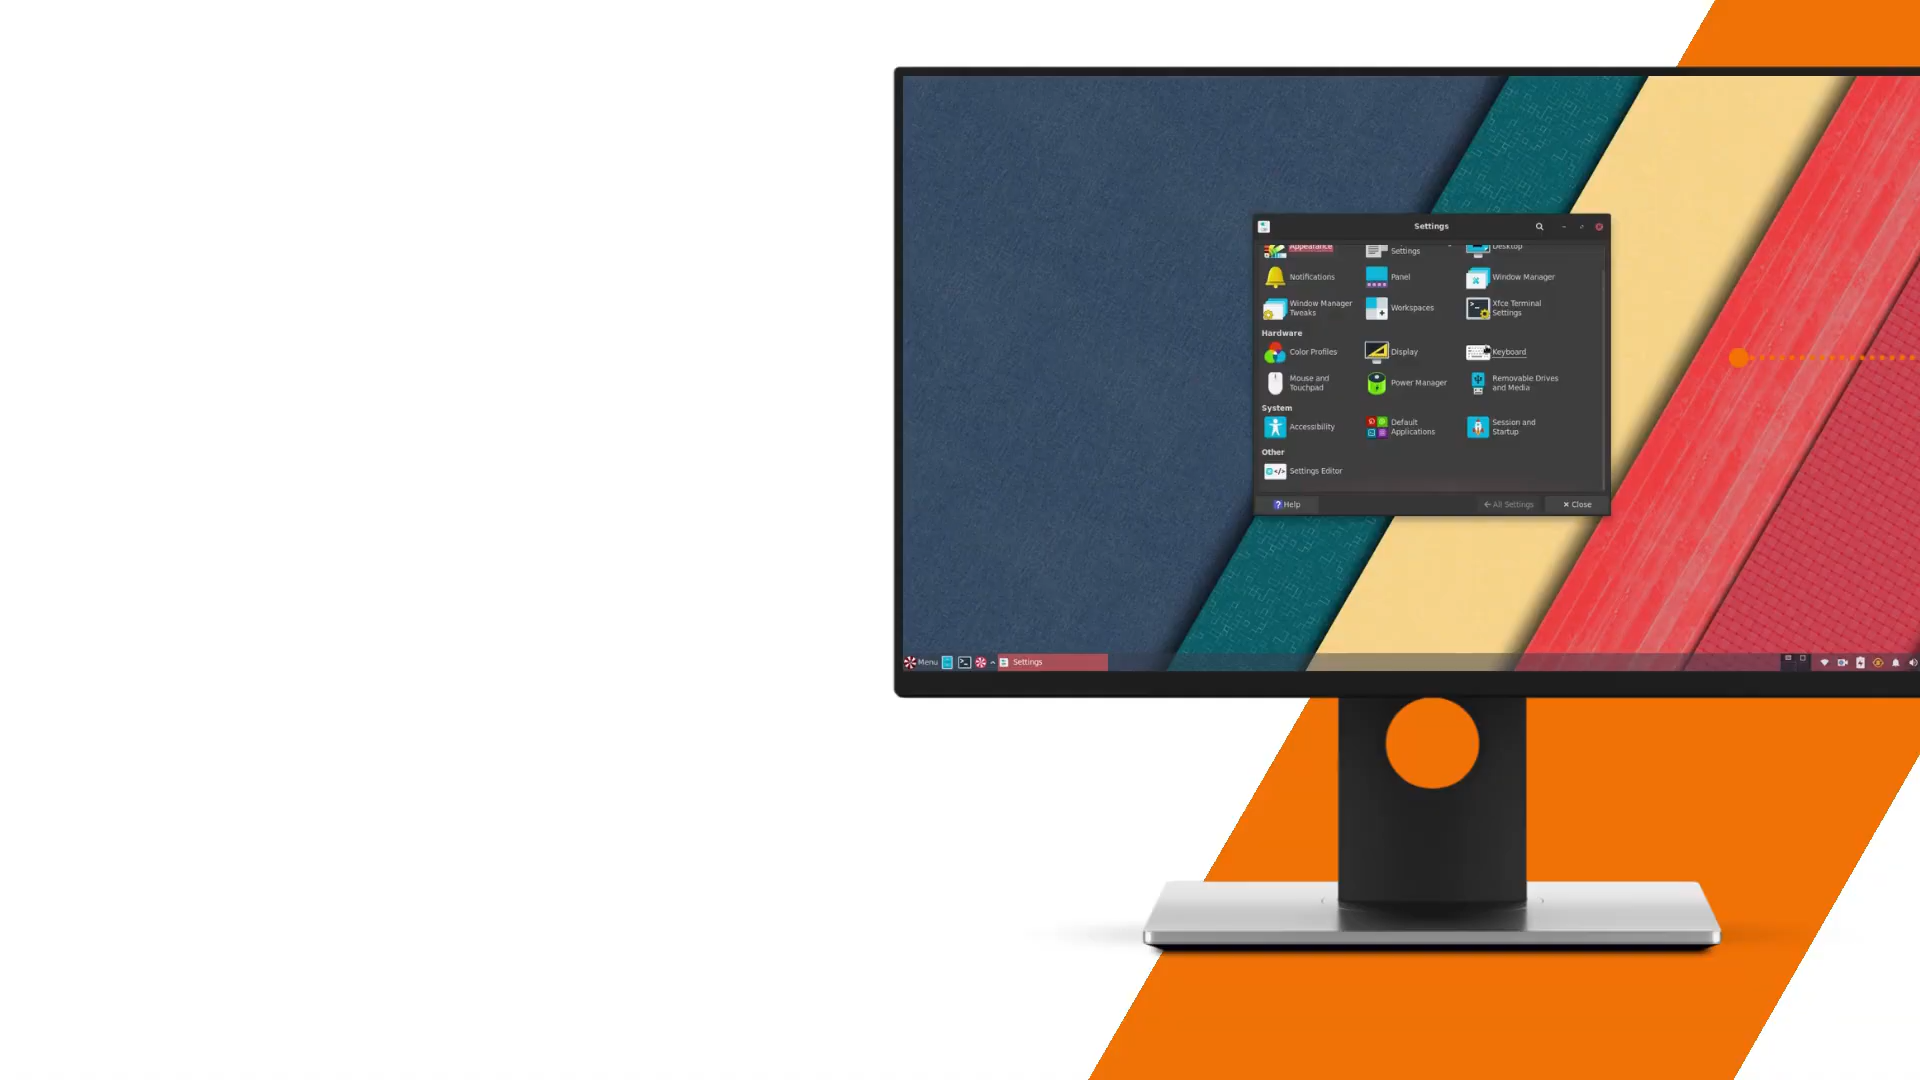 Settings
Appearance
Settings
Desktop
Notifications
Panel
Window Manager
Window Manager
Tweaks
Workspaces
Xfce Terminal
Settings
Hardware
Color Profiles
Display
Keyboard
Mouse and
Touchpad
Power Manager
Removable Drives
and Media
System
Accessibility
Default
Applications
Session and
Startup
Other
Settings Editor
Help
All Settings
Close
Menu
Settings